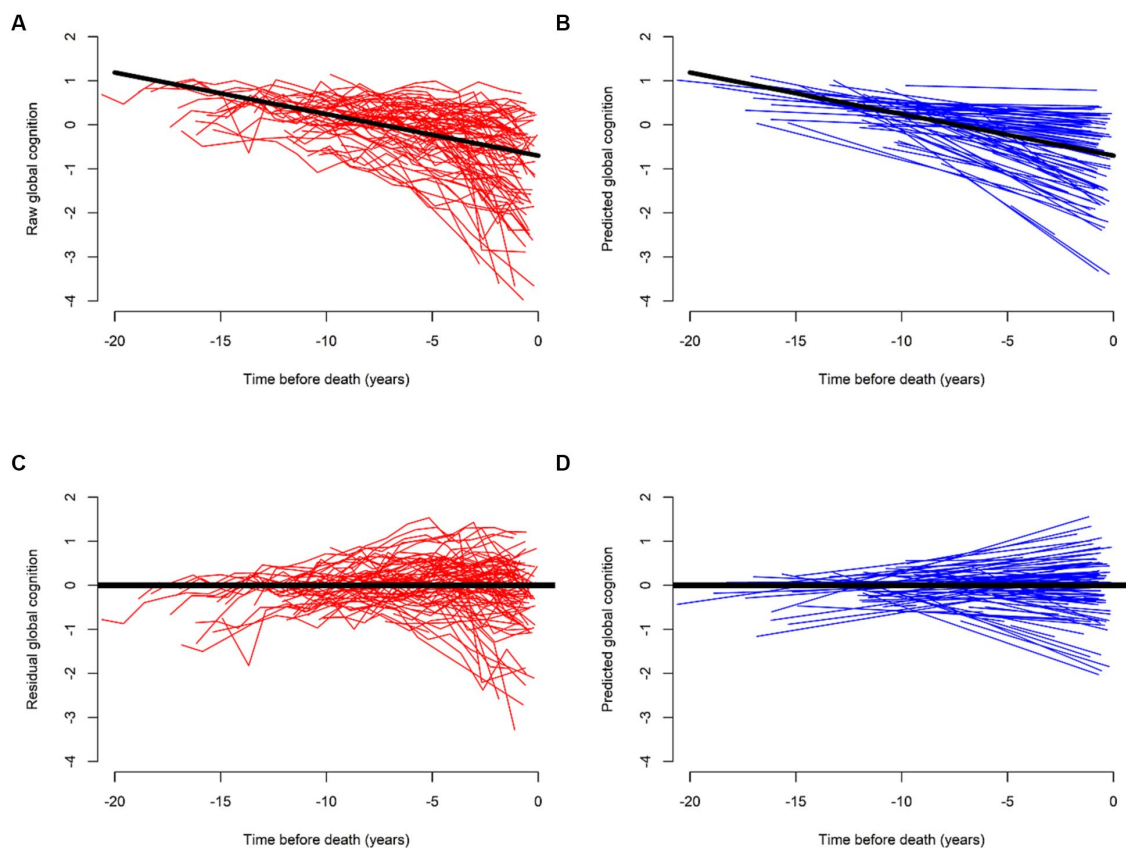 A
B
2
1
0
-1
-2
-3
-4
Raw global cognition
-20 -15 -10 -5 0
Time before death (years)
2
1
0
-1
-2
-3
-4
Predicted global cognition
-20 -15 -10 -5 0
Time before death (years)
C
D
2
1
0
-1
-2
-3
-4
Residual global cognition
-20 -15 -10 -5 0
Time before death (years)
2
1
0
-1
-2
-3
-4
Predicted global cognition
-20 -15 -10 -5 0
Time before death (years)